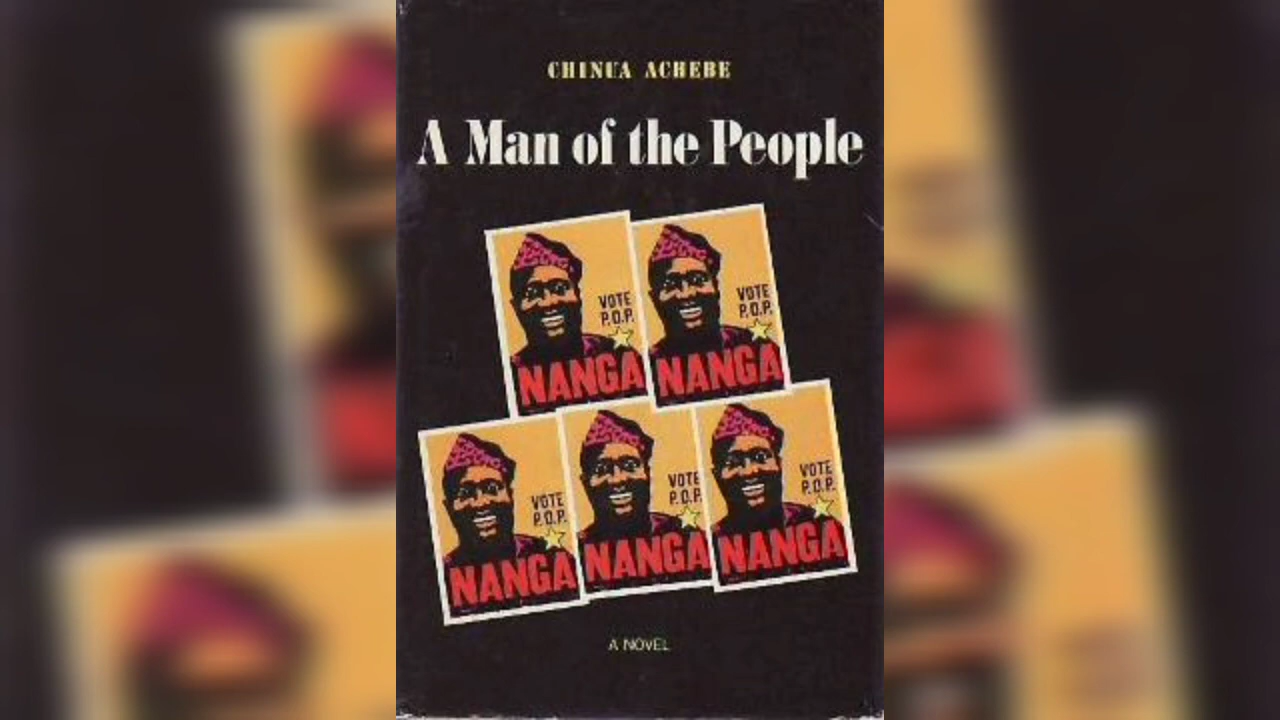 CHINUA ACHEBE
A Man of the People
VOTE
P.O.P.
NANGA
VOTE
P.O.P.
NANGA
VOTE
P.O.P.
NANGA
VOTE
P.O.P.
NANGA
VOTE
P.O.P.
NANGA
A NOVEL